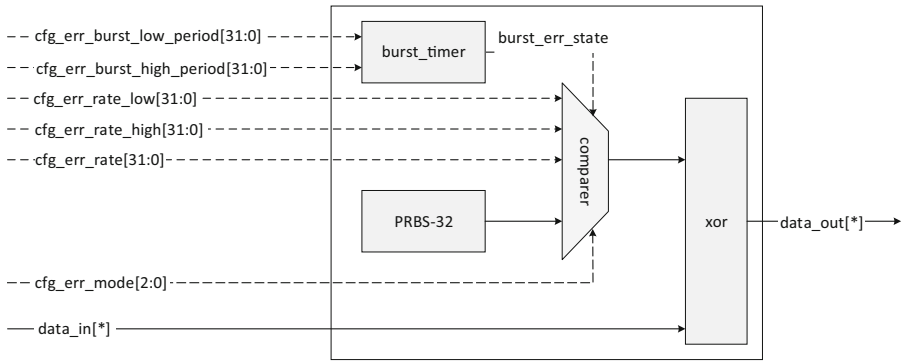 cfg_err_burst_low_period[31:0]
burst_timer
burst_err_state
cfg_err_burst_high_period[31:0]
cfg_err_rate_low[31:0]
cfg_err_rate_high[31:0]
cfg_err_rate[31:0]
comparer
PRBS-32
xor
data_out[*]
cfg_err_mode[2:0]
data_in[*]